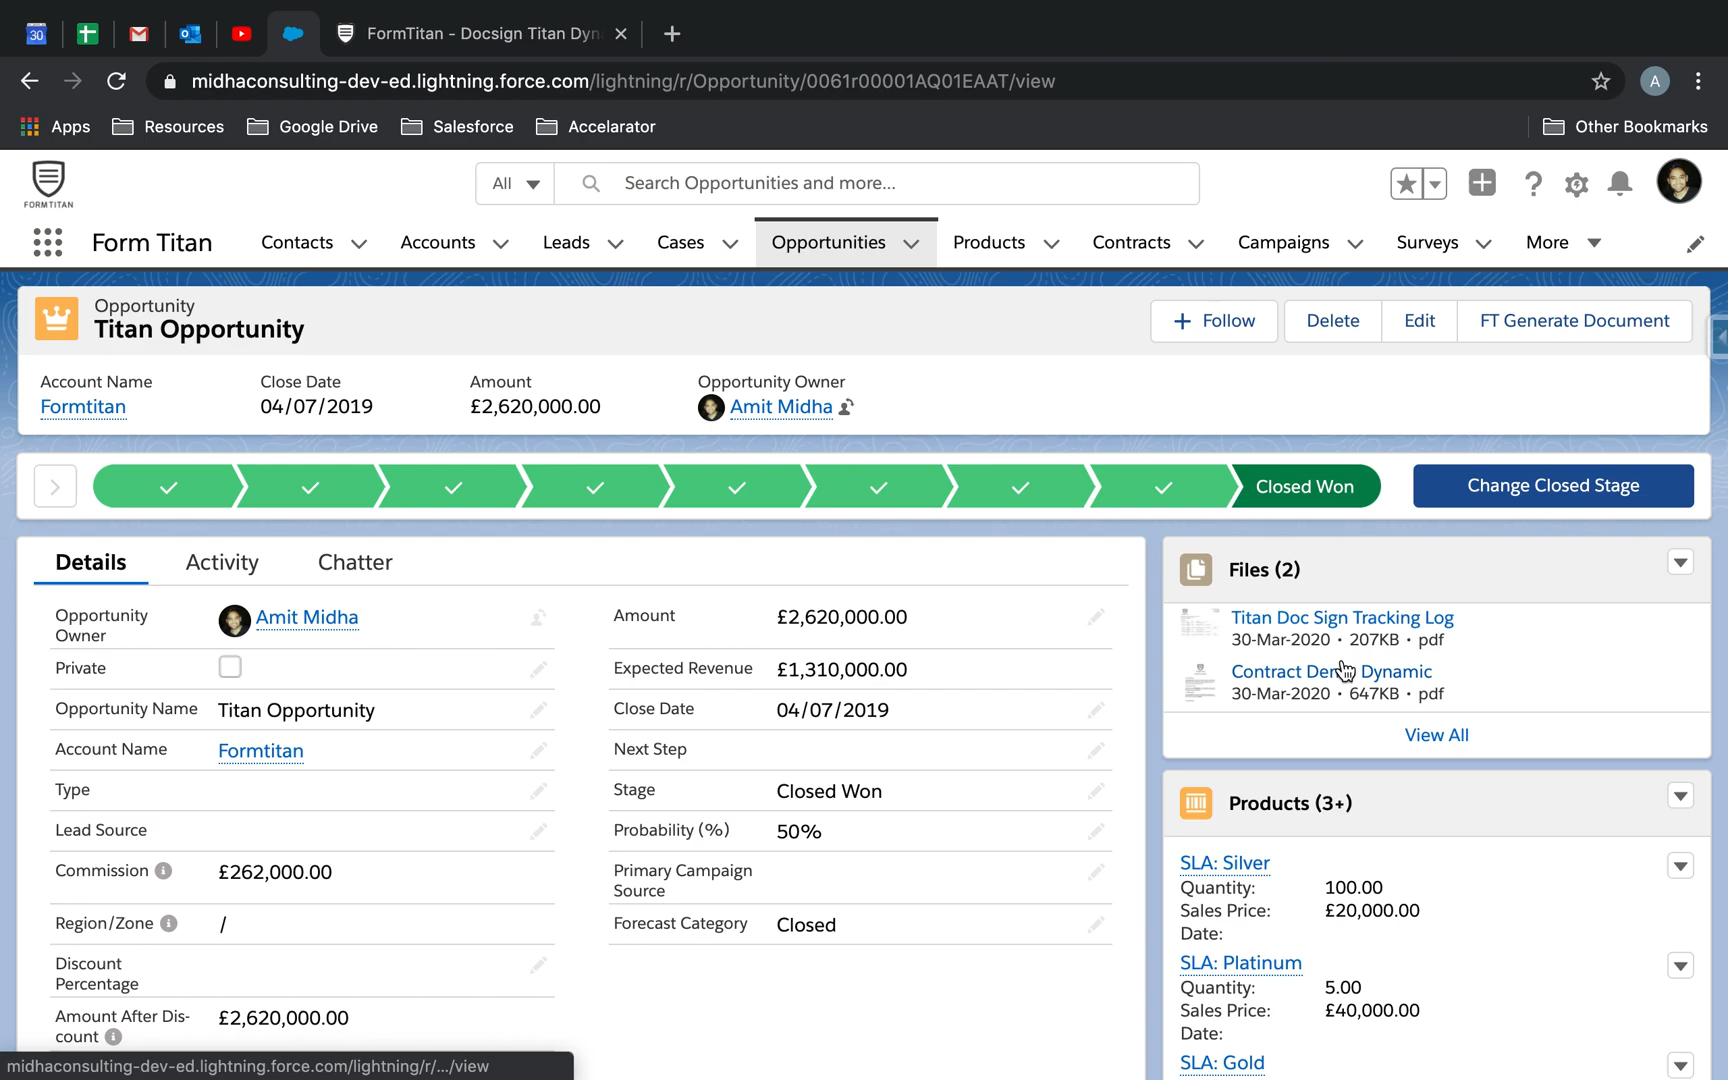 30
FormTitan - Docsign Titan Dyn
midhaconsulting-dev-ed.lightning.force.com/lightning/r/Opportunity/0061r00001AQ01EAAT/view
A
Apps Resources Google Drive Salesforce Accelarator Other Bookmarks
FORMTITAN
All Search Opportunities and more...
Form Titan Contacts Accounts Leads Cases Opportunities Products Contracts Campaigns Surveys More
Opportunity
Titan Opportunity
+ Follow Delete Edit FT Generate Document
Account Name Close Date Amount Opportunity Owner
Formtitan 04/07/2019 £2,620,000.00 Amit Midha
Closed Won Change Closed Stage
Details Activity Chatter
Opportunity Owner Amit Midha
Private
Opportunity Name Titan Opportunity
Account Name Formtitan
Type
Lead Source
Commission £262,000.00
Region/Zone /
Discount
Percentage
Amount After Dis-
count £2,620,000.00
Amount £2,620,000.00
Expected Revenue £1,310,000.00
Close Date 04/07/2019
Next Step
Stage Closed Won
Probability (%) 50%
Primary Campaign
Source
Forecast Category Closed
Files (2)
Titan Doc Sign Tracking Log
30-Mar-2020 • 207KB • pdf
Contract Demo Dynamic
30-Mar-2020 • 647KB • pdf
View All
Products (3+)
SLA: Silver
Quantity: 100.00
Sales Price: £20,000.00
Date:
SLA: Platinum
Quantity: 5.00
Sales Price: £40,000.00
Date:
SLA: Gold
midhaconsulting-dev-ed.lightning.force.com/lightning/r/.../view